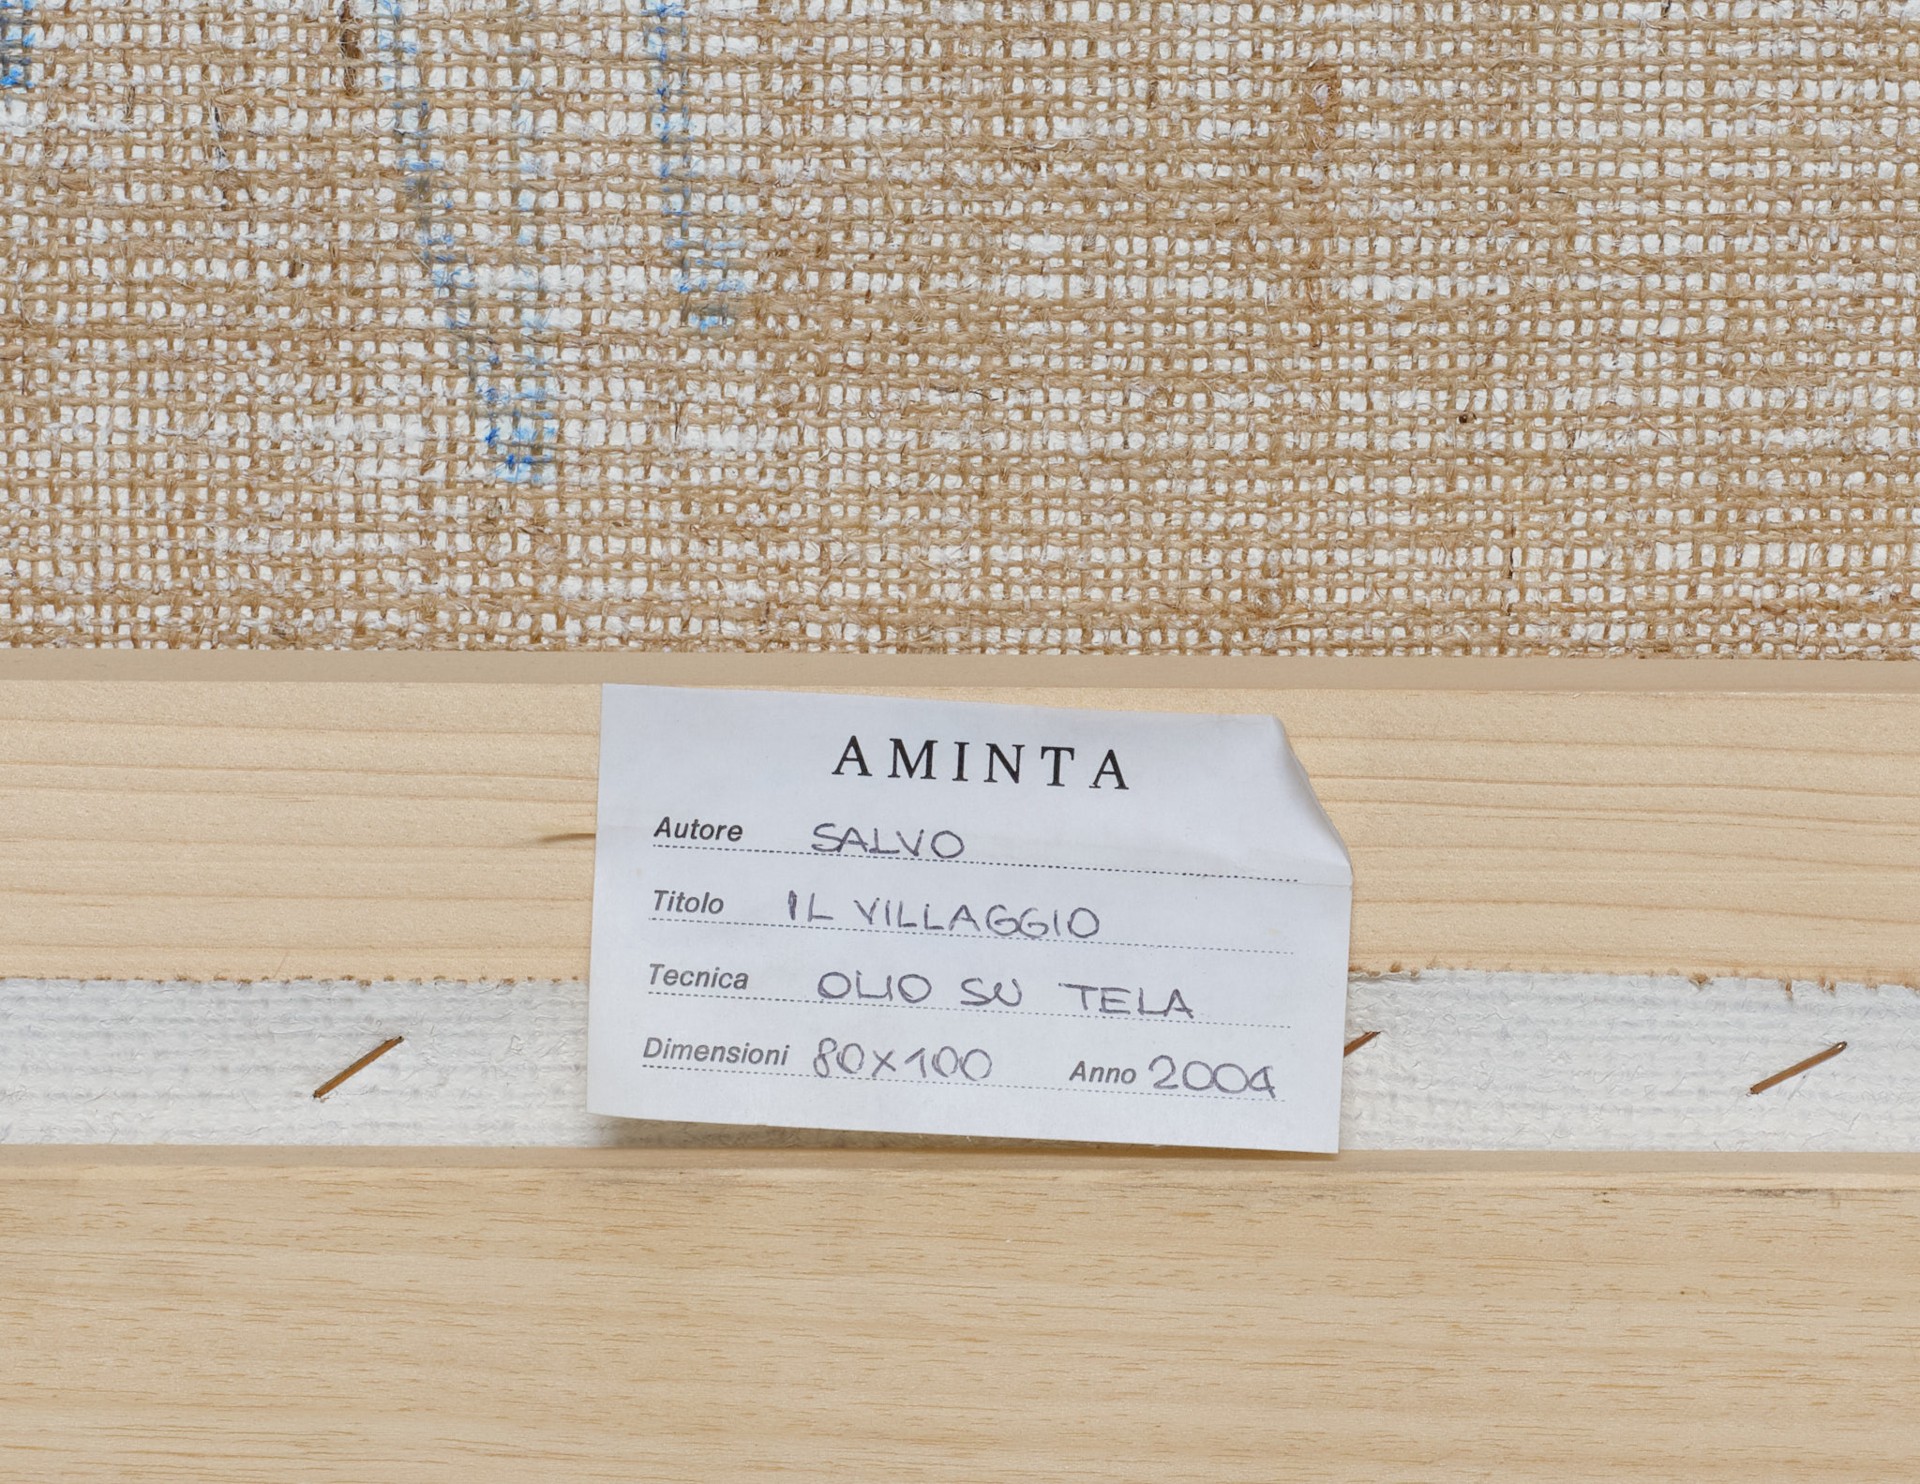 AMINTA
Autore SALVO
Titolo IL VILLAGGIO
Tecnica OLIO SU TELA
Dimensioni 80x100 Anno 2004